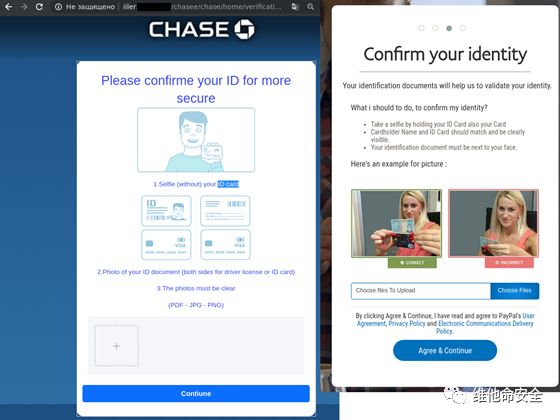 Не защищено
iiler.
/chasee/chase/home/verificati...
CHASE
Please confirme your ID for more
secure
1.Selfie (without) your ID card
VISA
VISA
2.Photo of your ID document (both sides for driver license or ID card)
3.The photos must be clear
(PDF - JPG - PNG)
+
Contiune
Confirm your identity
Your identification documents will help us to validate your identity.
What i should to do, to confirm my identity?
Take a selfie by holding your ID Card also your Card
Cardholder Name and ID Card should match and be clearly
visible.
Your identification document must be next to your face.
Here's an example for picture :
CORRECT
INCORRECT
Choose files To Upload
Choose Files
By clicking Agree & Continue, I have read and agree to PayPal's User
Agreement, Privacy Policy and Electronic Communications Delivery
Policy.
Agree & Continue
维他命安全